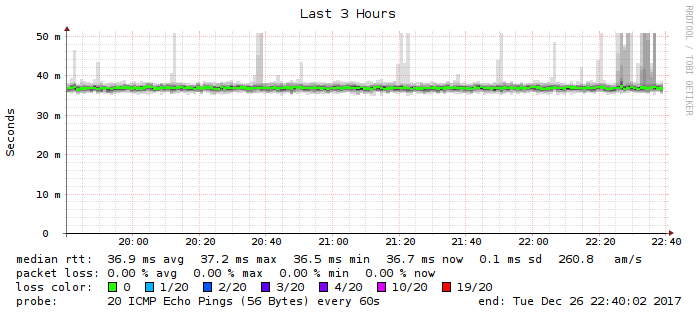 Last 3 Hours
RRDTOOL / TOBI OETIKER
Seconds
50 m
40 m
30 m
20 m
10 m
0
20:00 20:20 20:40 21:00 21:20 21:40 22:00 22:20 22:40
median rtt: 36.9 ms avg 37.2 ms max 36.5 ms min 36.7 ms now 0.1 ms sd 260.8 am/s
packet loss: 0.00 % avg 0.00 % max 0.00 % min 0.00 % now
loss color: 0 1/20 2/20 3/20 4/20 10/20 19/20
probe: 20 ICMP Echo Pings (56 Bytes) every 60s end: Tue Dec 26 22:40:02 2017